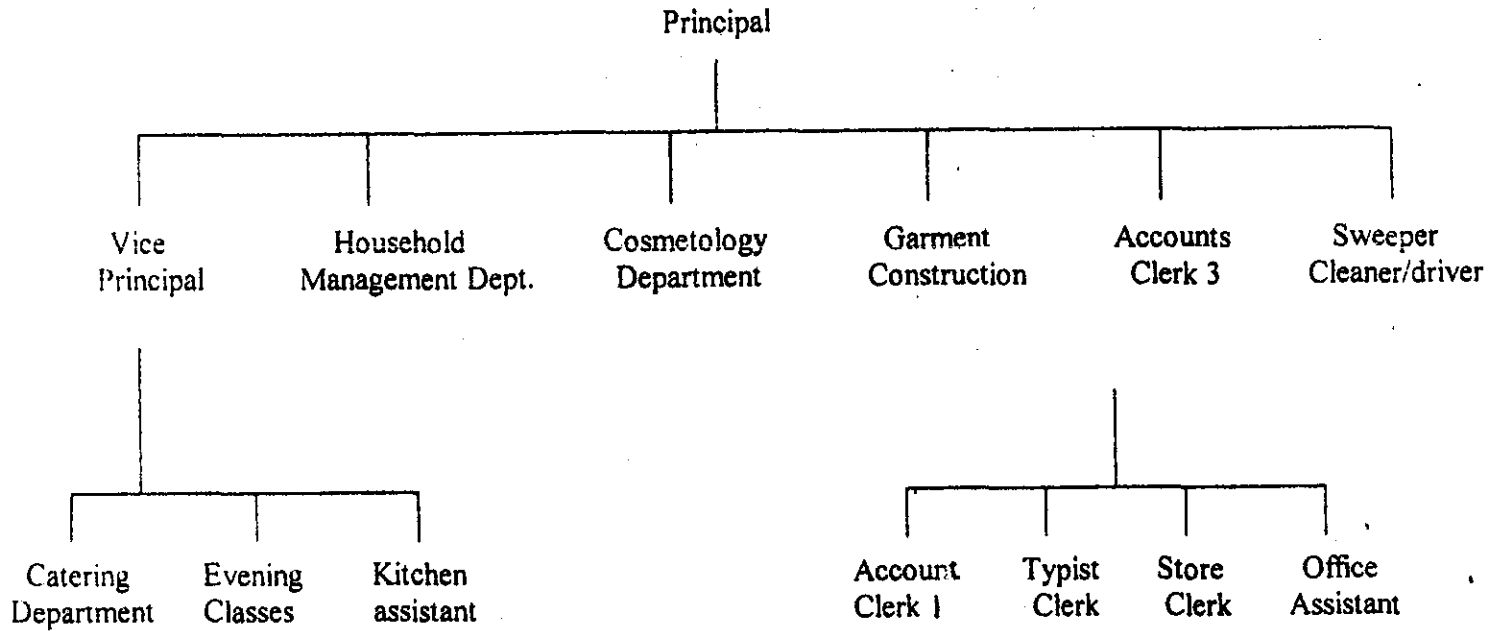 Principal
Vice
Principal
Household
Management Dept.
Cosmetology
Department
Garment
Construction
Accounts
Clerk 3
Sweeper
Cleaner/driver
Catering
Department
Evening
Classes
Kitchen
assistant
Account
Clerk 1
Typist
Clerk
Store
Clerk
Office
Assistant